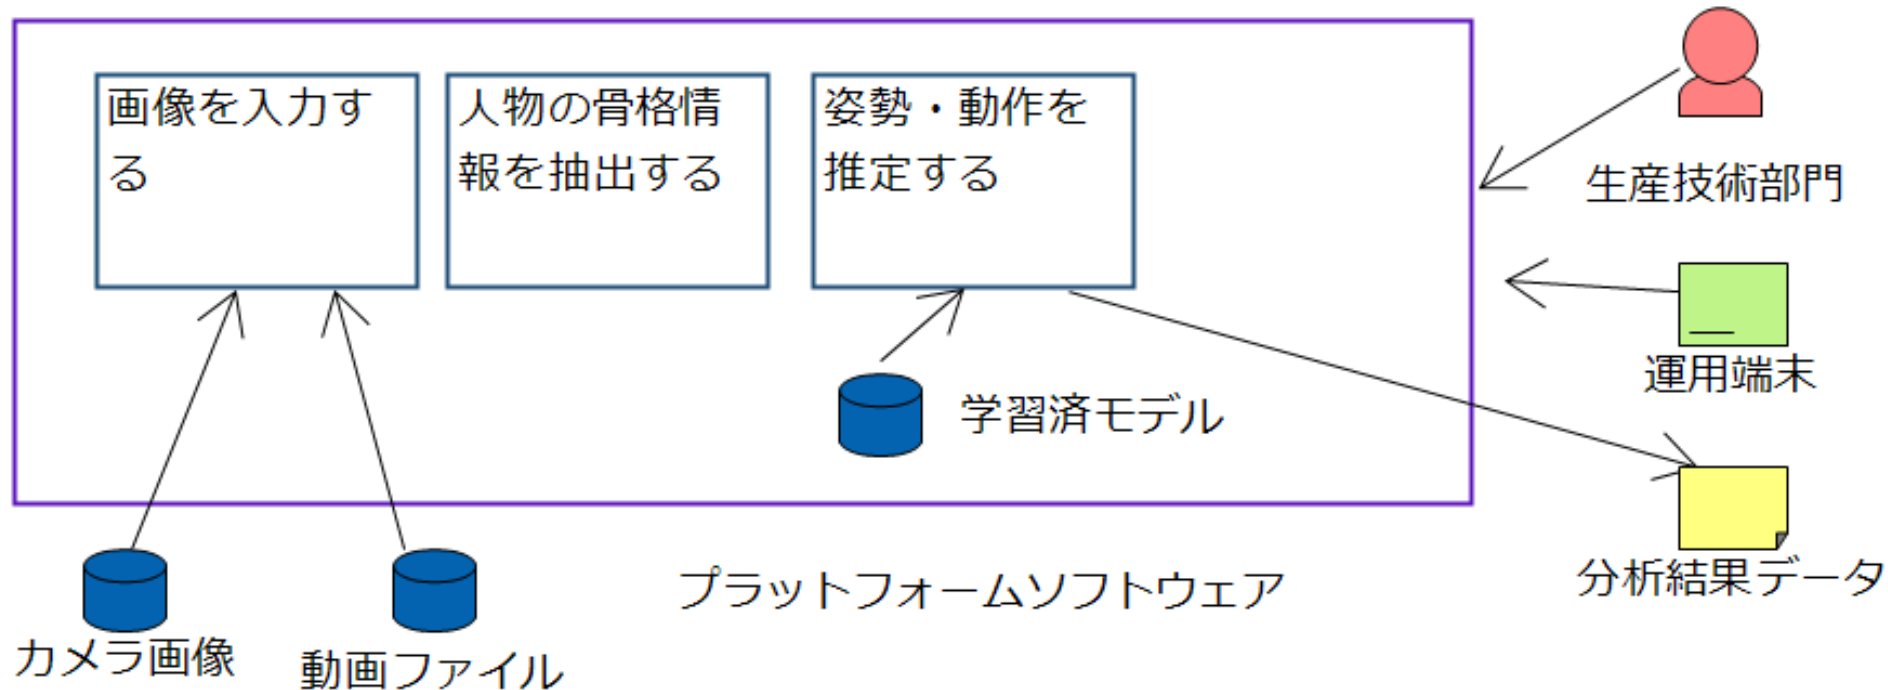 画像を入力す
る
人物の骨格情
報を抽出する
姿勢・動作を
推定する
生産技術部門
運用端末
学習済モデル
分析結果データ
プラットフォームソフトウェア
カメラ画像
動画ファイル